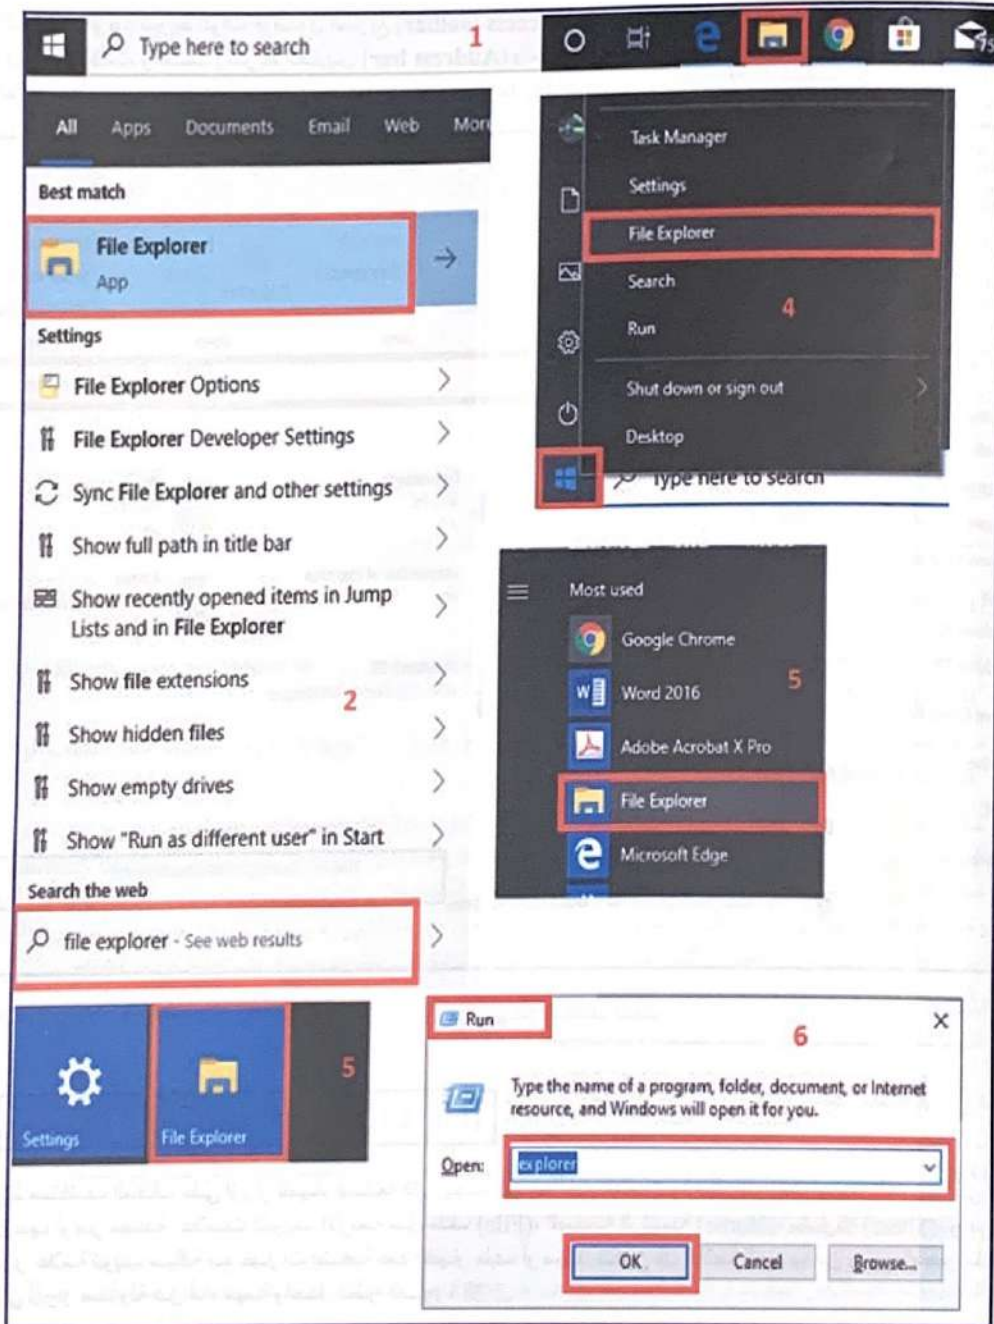 Type here to search
1
All Apps Documents Email Web More
Best match
File Explorer
App
Settings
File Explorer Options
File Explorer Developer Settings
Sync File Explorer and other settings
Show full path in title bar
Show recently opened items in Jump
Lists and in File Explorer
Show file extensions
2
Show hidden files
Show empty drives
Show "Run as different user" in Start
Search the web
file explorer - See web results
Task Manager
Settings
File Explorer
Search
4
Run
Shut down or sign out
Desktop
Type here to search
Most used
Google Chrome
5
Word 2016
Adobe Acrobat X Pro
File Explorer
Microsoft Edge
5
Settings
File Explorer
Run
6
Type the name of a program, folder, document, or Internet
resource, and Windows will open it for you.
Open: explorer
OK Cancel Browse...